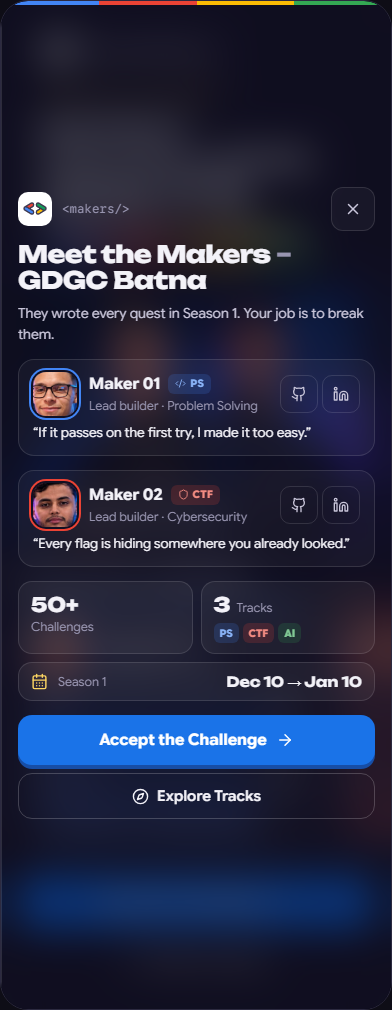 <makers/>
Meet the Makers –
GDGC Batna
They wrote every quest in Season 1. Your job is to break
them.
Maker 01 </> PS
Lead builder · Problem Solving
“If it passes on the first try, I made it too easy.”
Maker 02 CTF
Lead builder · Cybersecurity
“Every flag is hiding somewhere you already looked.”
50+
Challenges
3 Tracks
PS CTF AI
Season 1
Dec 10 → Jan 10
Accept the Challenge →
Explore Tracks